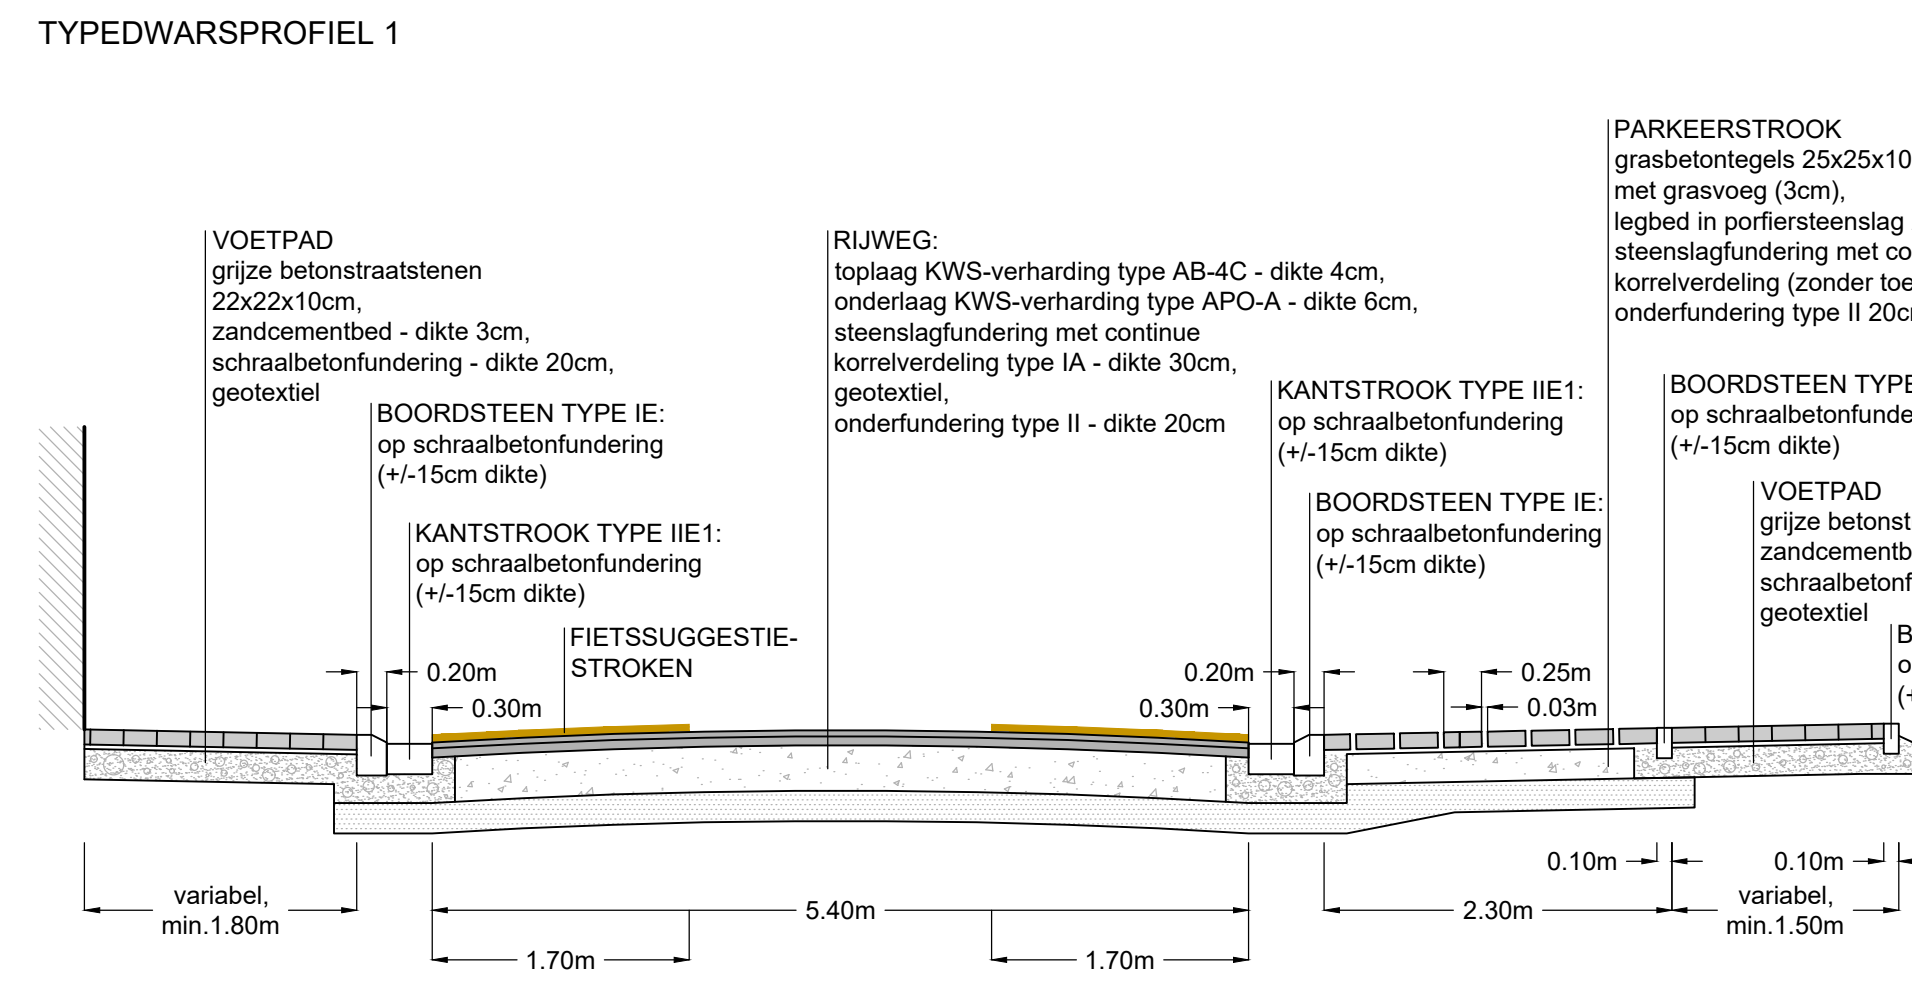 TYPEDWARSPROFIEL 1
PARKEERSTROOK
grasbetontegels 25x25x10
met grasvoeg (3cm),
legbed in porfiersteenslag
steenslagfundering met co
korrelverdeling (zonder toe
onderfundering type II 20c
VOETPAD
grijze betonstraatstenen
22x22x10cm,
zandcementbed - dikte 3cm,
schraalbetonfundering - dikte 20cm,
geotextiel
RIJWEG:
toplaag KWS-verharding type AB-4C - dikte 4cm,
onderlaag KWS-verharding type APO-A - dikte 6cm,
steenslagfundering met continue
korrelverdeling type IA - dikte 30cm,
geotextiel,
onderfundering type II - dikte 20cm
BOORDSTEEN TYPE IE:
op schraalbetonfundering
(+/-15cm dikte)
KANTSTROOK TYPE IIE1:
op schraalbetonfundering
(+/-15cm dikte)
FIETSSUGGESTIE-
STROKEN
KANTSTROOK TYPE IIE1:
op schraalbetonfundering
(+/-15cm dikte)
BOORDSTEEN TYPE IE:
op schraalbetonfundering
(+/-15cm dikte)
BOORDSTEEN TYPE
op schraalbetonfunde
(+/-15cm dikte)
VOETPAD
grijze betonst
zandcementb
schraalbetonf
geotextiel
B
o
(+
0.20m
0.30m
0.20m
0.30m
0.25m
0.03m
0.10m
0.10m
variabel,
min.1.80m
5.40m
2.30m
variabel,
min.1.50m
1.70m
1.70m